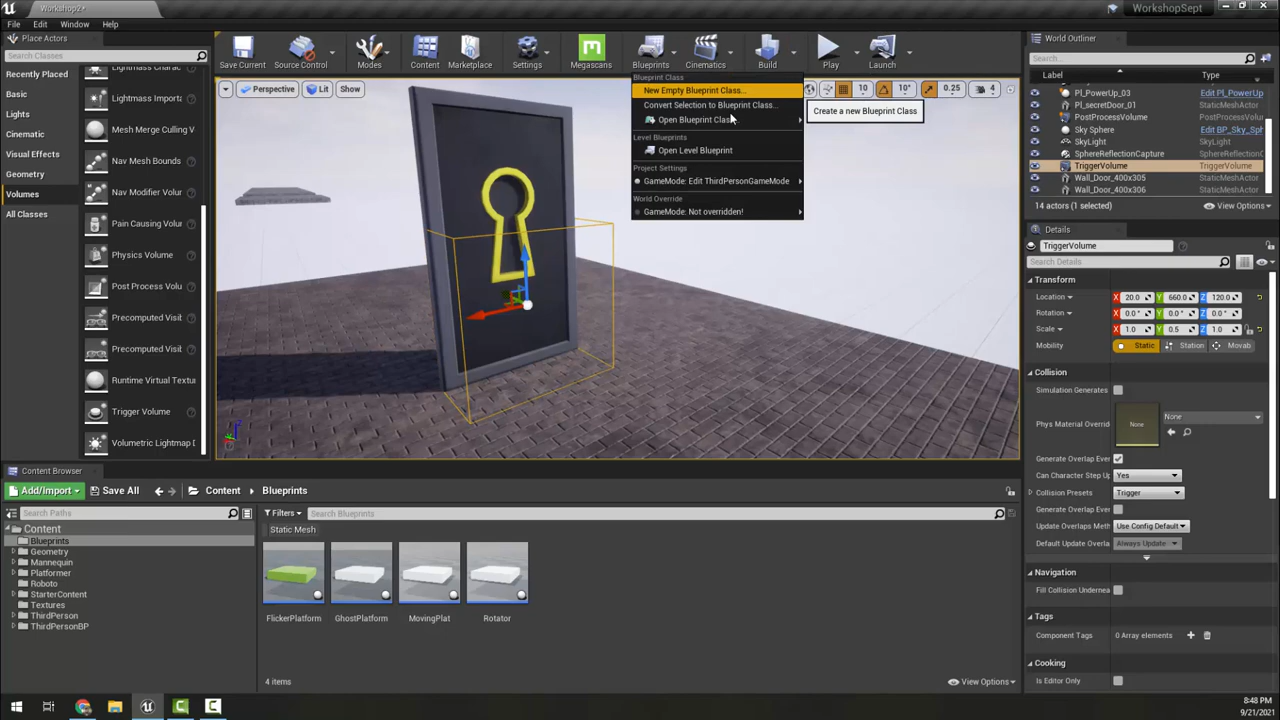 Workshop2*
WorkshopSept
File Edit Window Help
Place Actors
Search Classes
Recently Placed
Basic
Lights
Cinematic
Visual Effects
Geometry
Volumes
All Classes
Lightmass Charac
Lightmass Importa
Mesh Merge Culling
Nav Mesh Bounds
Nav Modifier Volum
Pain Causing Volur
Physics Volume
Post Process Volu
Precomputed Visil
Precomputed Visil
Runtime Virtual Textu
Trigger Volume
Volumetric Lightmap D
Save Current
Source Control
Modes
Content
Marketplace
Settings
Megascans
Blueprints
Cinematics
Build
Play
Launch
Perspective
Lit
Show
10
10°
0.25
4
Blueprint Class
New Empty Blueprint Class...
Convert Selection to Blueprint Class...
Open Blueprint Class
Level Blueprints
Open Level Blueprint
Project Settings
GameMode: Edit ThirdPersonGameMode
World Override
GameMode: Not overridden!
Create a new Blueprint Class
World Outliner
Search...
Label Type
Pl_PowerUp_03 Edit Pl_PowerUp
Pl_secretDoor_01 StaticMeshActor
PostProcessVolume PostProcessVolume
Sky Sphere Edit BP_Sky_Sph
SkyLight SkyLight
SphereReflectionCapture SphereReflectionC
TriggerVolume TriggerVolume
Wall_Door_400x305 StaticMeshActor
Wall_Door_400x306 StaticMeshActor
14 actors (1 selected)
View Options
Details
TriggerVolume
Search Details
Transform
Location X 20.0 Y 660.0 Z 120.0
Rotation X 0.0° Y 0.0° Z 0.0°
Scale X 1.0 Y 0.5 Z 1.0
Mobility Static Station Movab
Collision
Simulation Generates
Phys Material Overrid None None
Generate Overlap Ever
Can Character Step U Yes
Collision Presets Trigger
Generate Overlap Ever
Update Overlaps Meth Use Config Default
Default Update Overla Always Update
Navigation
Fill Collision Underneat
Tags
Component Tags 0 Array elements
Cooking
Is Editor Only
Content Browser
Add/Import
Save All
Content
Blueprints
Search Paths
Filters
Search Blueprints
Static Mesh
Content
Blueprints
Geometry
Mannequin
Platformer
Roboto
StarterContent
Textures
ThirdPerson
ThirdPersonBP
FlickerPlatform
GhostPlatform
MovingPlat
Rotator
4 items
View Options
8:48 PM
9/21/2021